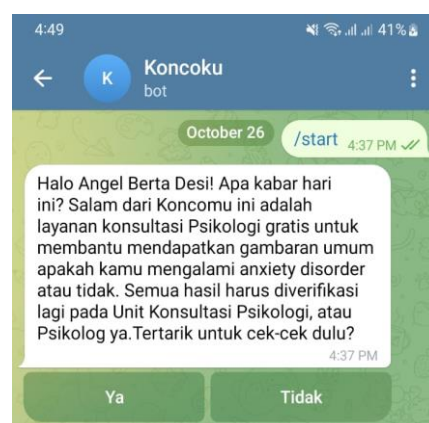 4:49
41%
K
Koncoku
bot
October 26
/start 4:37 PM
Halo Angel Berta Desi! Apa kabar hari
ini? Salam dari Koncomu ini adalah
layanan konsultasi Psikologi gratis untuk
membantu mendapatkan gambaran umum
apakah kamu mengalami anxiety disorder
atau tidak. Semua hasil harus diverifikasi
lagi pada Unit Konsultasi Psikologi, atau
Psikolog ya.Tertarik untuk cek-cek dulu?
4:37 PM
Ya
Tidak